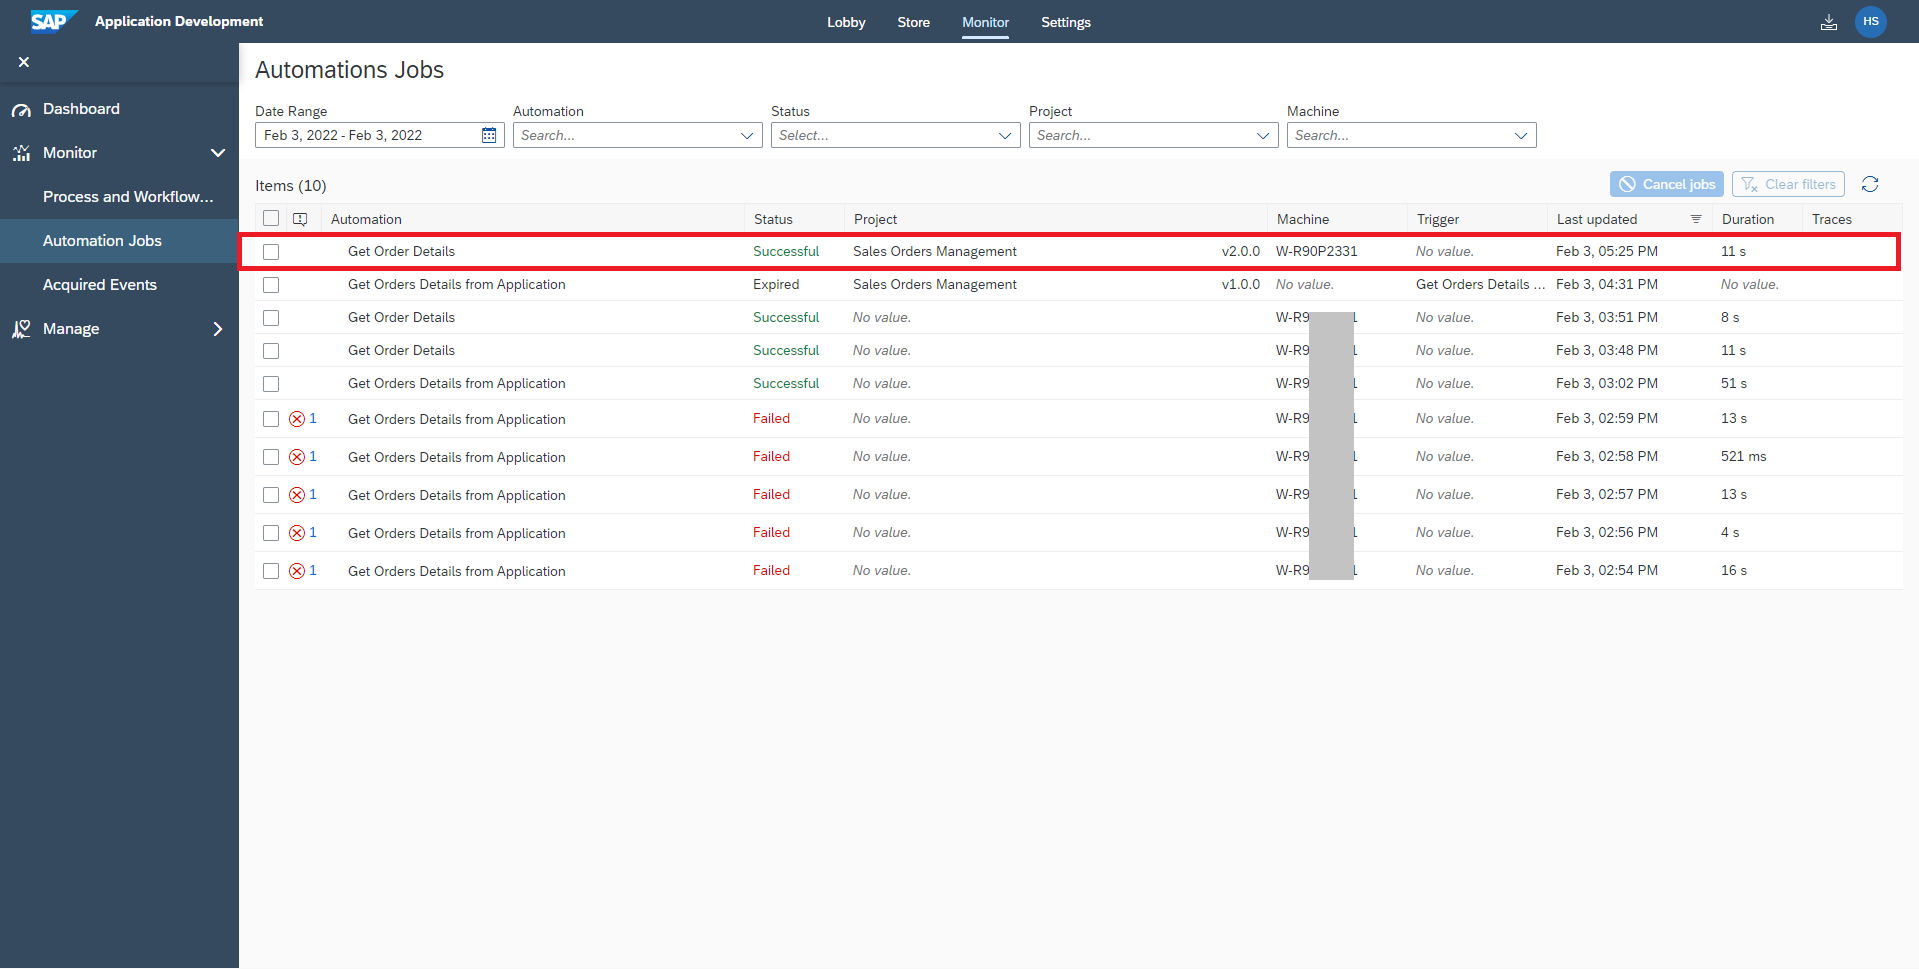 SAP Application Development Lobby Store Monitor Settings HS
Dashboard
Monitor
Process and Workflow...
Automation Jobs
Acquired Events
Manage
Automations Jobs
Date Range Automation Status Project Machine
Feb 3, 2022 - Feb 3, 2022 Search... Select... Search... Search...
Items (10) Cancel jobs Clear filters
Automation Status Project Machine Trigger Last updated Duration Traces
Get Order Details Successful Sales Orders Management v2.0.0 W-R90P2331 No value. Feb 3, 05:25 PM 11 s
Get Orders Details from Application Expired Sales Orders Management v1.0.0 No value. Get Orders Details ... Feb 3, 04:31 PM No value.
Get Order Details Successful No value. W-R9 1 No value. Feb 3, 03:51 PM 8 s
Get Order Details Successful No value. W-R9 1 No value. Feb 3, 03:48 PM 11 s
Get Orders Details from Application Successful No value. W-R9 1 No value. Feb 3, 03:02 PM 51 s
1 Get Orders Details from Application Failed No value. W-R9 1 No value. Feb 3, 02:59 PM 13 s
1 Get Orders Details from Application Failed No value. W-R9 1 No value. Feb 3, 02:58 PM 521 ms
1 Get Orders Details from Application Failed No value. W-R9 1 No value. Feb 3, 02:57 PM 13 s
1 Get Orders Details from Application Failed No value. W-R9 1 No value. Feb 3, 02:56 PM 4 s
1 Get Orders Details from Application Failed No value. W-R9 1 No value. Feb 3, 02:54 PM 16 s